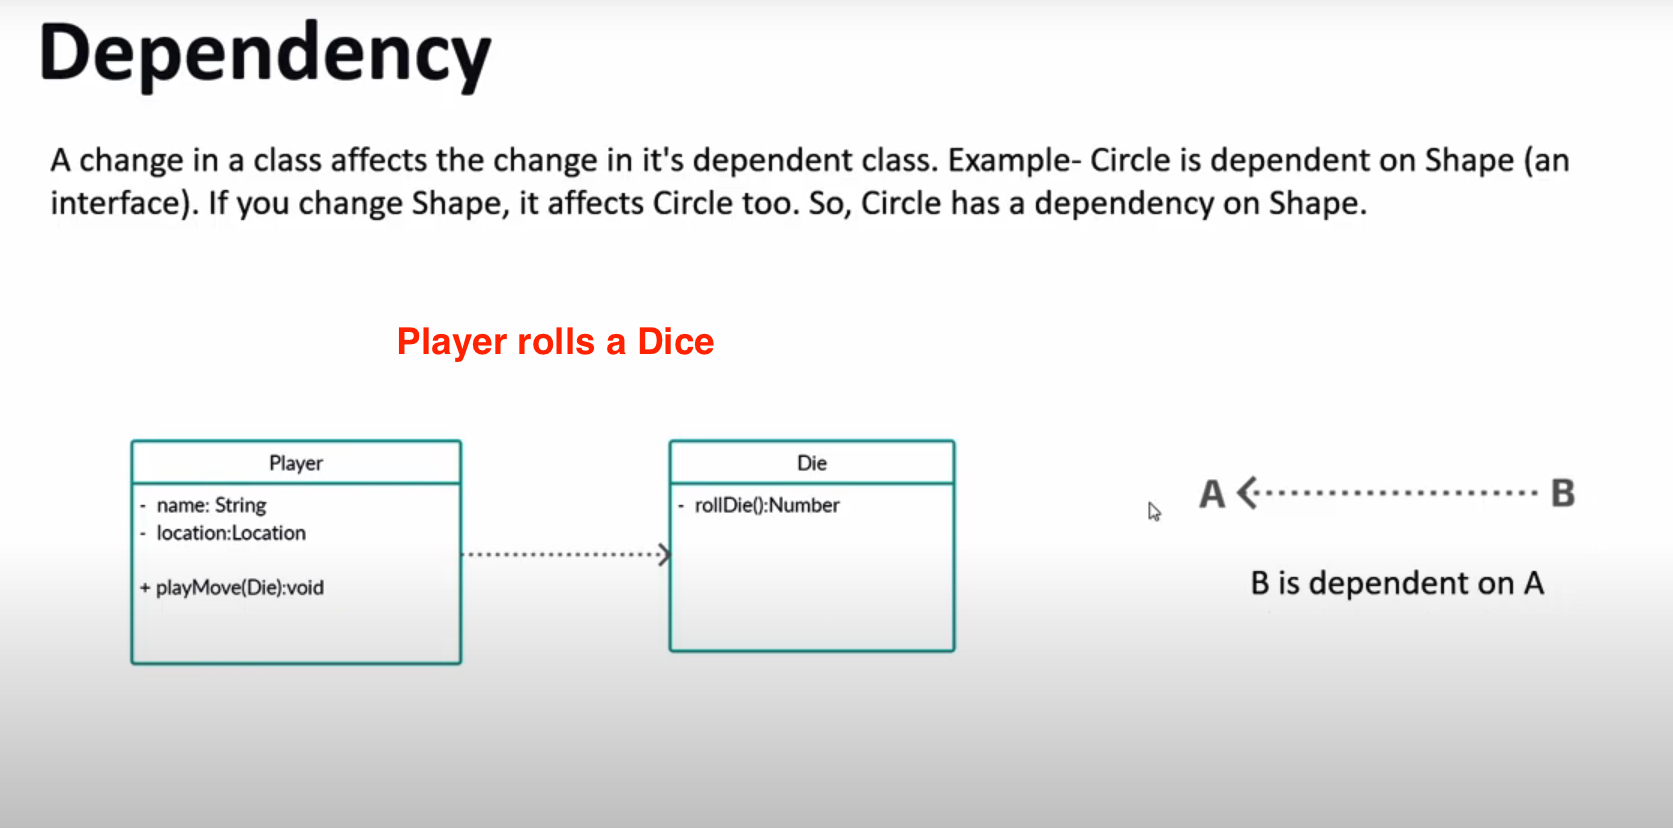 Dependency
A change in a class affects the change in it's dependent class. Example- Circle is dependent on Shape (an
interface). If you change Shape, it affects Circle too. So, Circle has a dependency on Shape.
Player rolls a Dice
Player
- name: String
- location:Location
+ playMove(Die):void
Die
- rollDie():Number
A B
B is dependent on A